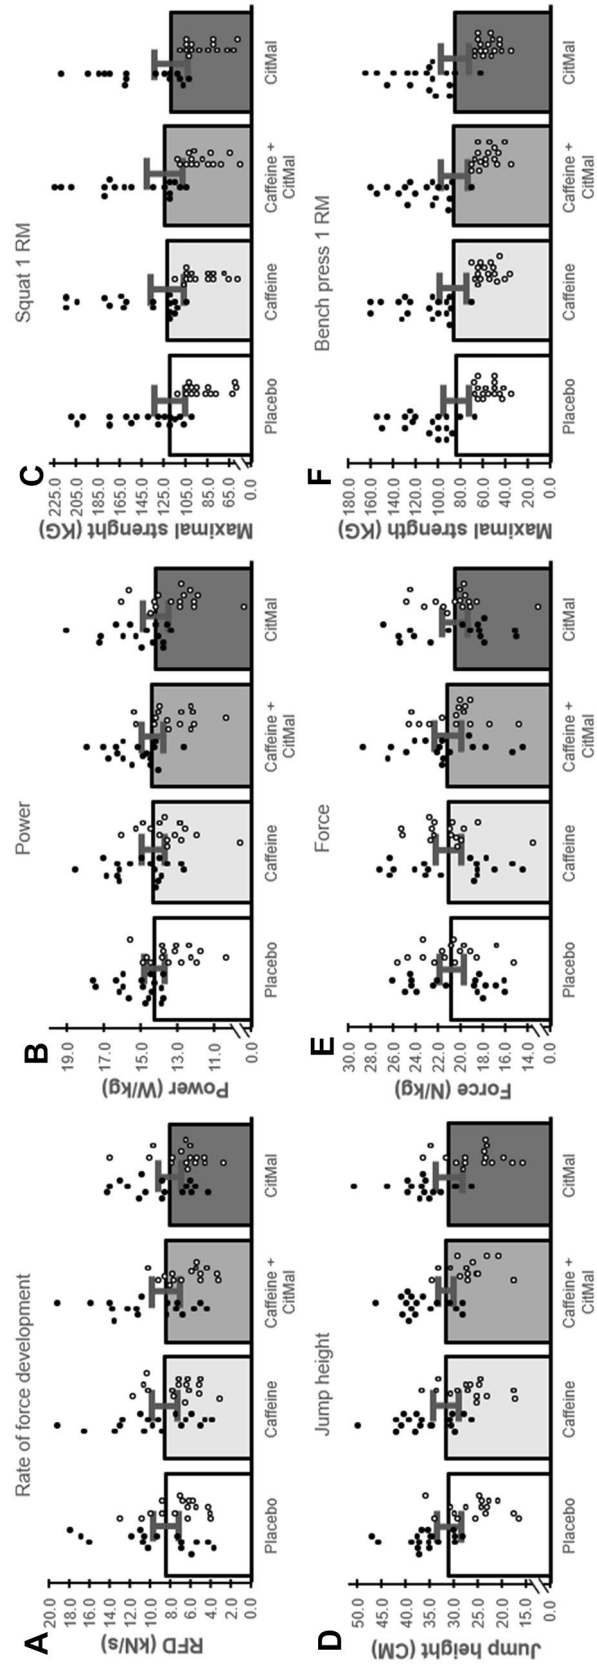 A
Rate of force development
RFD (kN/s)
20.0
18.0
16.0
14.0
12.0
10.0
8.0
6.0
4.0
2.0
0.0
Placebo
Caffeine
Caffeine +
CitMal
CitMal
B
Power
Power (W/kg)
19.0
17.0
15.0
13.0
11.0
0.0
Placebo
Caffeine
Caffeine +
CitMal
CitMal
C
Squat 1 RM
Maximal strenght (KG)
225.0
205.0
185.0
165.0
145.0
125.0
105.0
85.0
65.0
0.0
Placebo
Caffeine
Caffeine +
CitMal
CitMal
D
Jump height
Jump height (CM)
50.0
45.0
40.0
35.0
30.0
25.0
20.0
15.0
0.0
Placebo
Caffeine
Caffeine +
CitMal
CitMal
E
Force
Force (N/kg)
30.0
28.0
26.0
24.0
22.0
20.0
18.0
16.0
14.0
0.0
Placebo
Caffeine
Caffeine +
CitMal
CitMal
F
Bench press 1 RM
Maximal strength (KG)
180.0
160.0
140.0
120.0
100.0
80.0
60.0
40.0
20.0
0.0
Placebo
Caffeine
Caffeine +
CitMal
CitMal